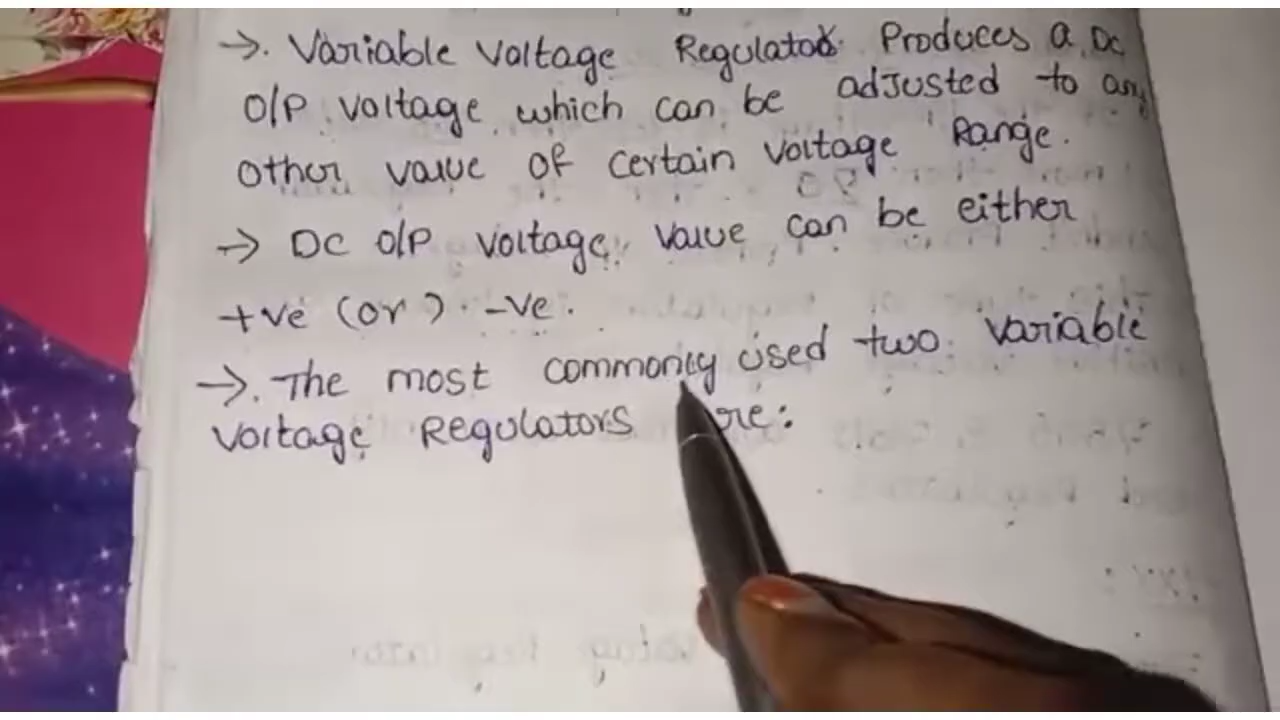 →. Variable voltage Regulator Produces a DC
O/P voltage which can be adjusted to any
other value of certain voltage Range.
→ DC O/P voltage value can be either
+ve (or) -ve.
→. The most commonly used two variable
voltage Regulators are: